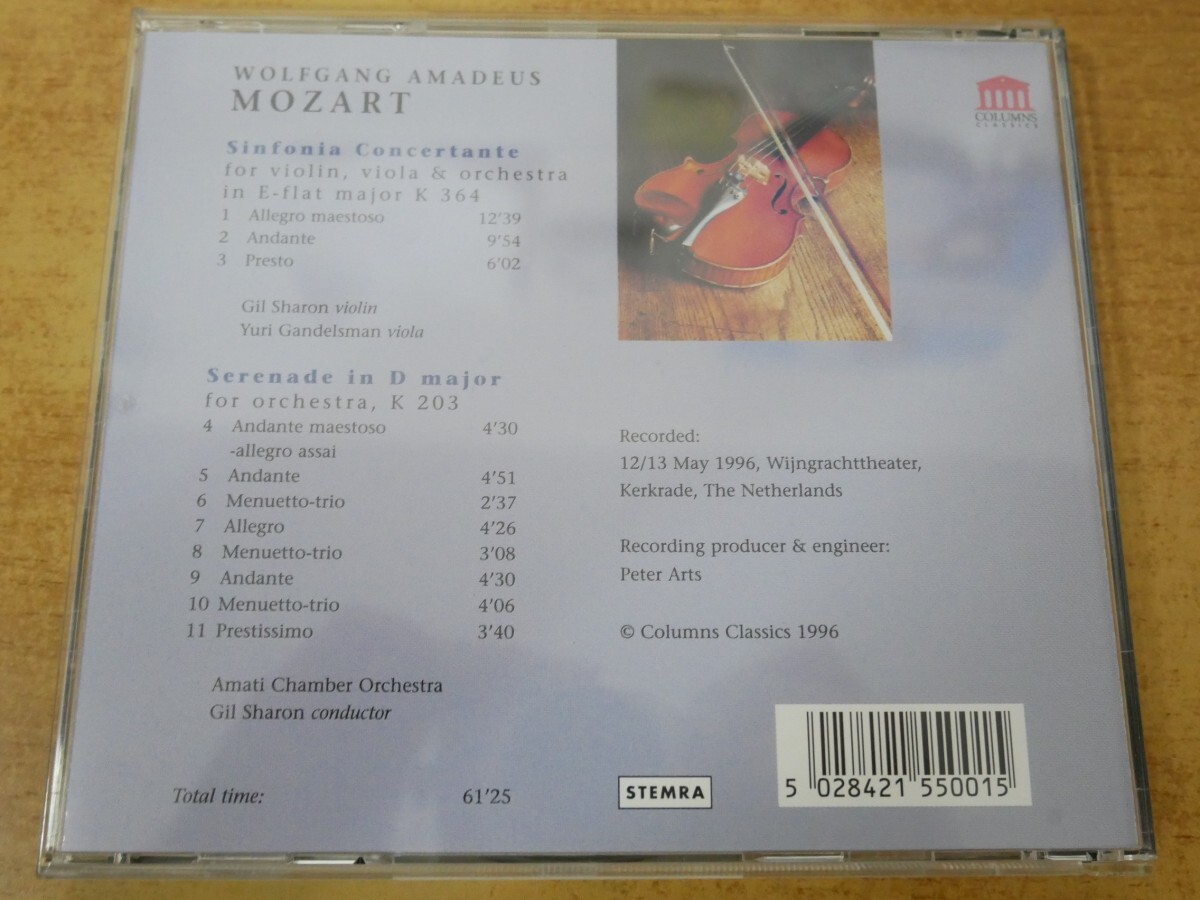 WOLFGANG AMADEUS
MOZART
Sinfonia Concertante
for violin, viola & orchestra
in E-flat major K 364
1 Allegro maestoso 12'39
2 Andante 9'54
3 Presto 6'02
Gil Sharon violin
Yuri Gandelsman viola
Serenade in D major
for orchestra, K 203
4 Andante maestoso 4'30
-allegro assai
5 Andante 4'51
6 Menuetto-trio 2'37
7 Allegro 4'26
8 Menuetto-trio 3'08
9 Andante 4'30
10 Menuetto-trio 4'06
11 Prestissimo 3'40
Amati Chamber Orchestra
Gil Sharon conductor
Total time: 61'25
COLUMNS
CLASSICS
Recorded:
12/13 May 1996, Wijngrachttheater,
Kerkrade, The Netherlands
Recording producer & engineer:
Peter Arts
© Columns Classics 1996
STEMRA
5 028421 550015